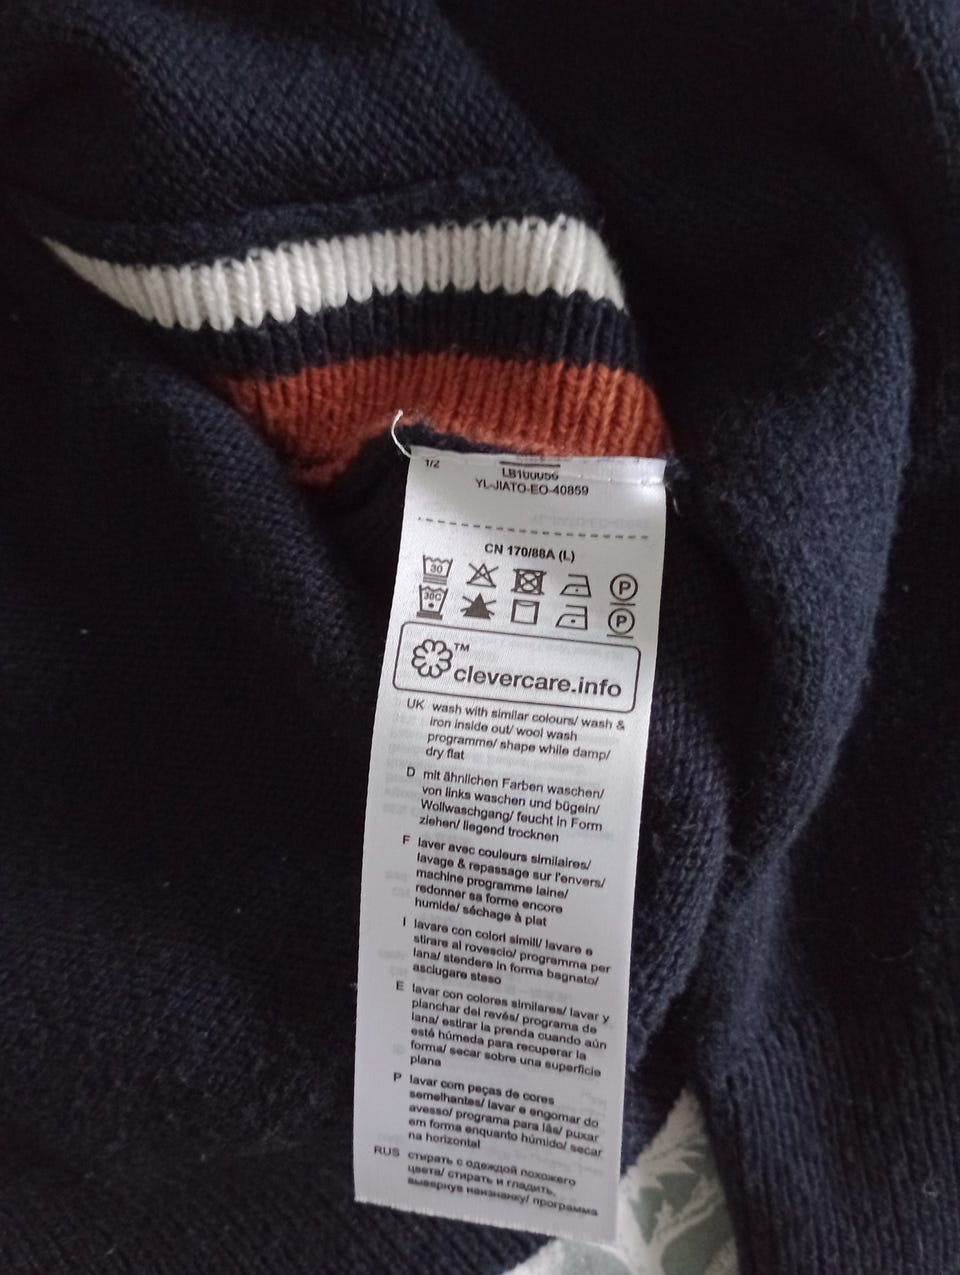 1/2
LB100056
YL-JIATO-EO-40859
CN 170/88A (L)
30 P
30C P
™
clevercare.info
UK wash with similar colours/ wash &
iron inside out/ wool wash
programme/ shape while damp/
dry flat
D mit ähnlichen Farben waschen/
von links waschen und bügeln/
Wollwaschgang/ feucht in Form
ziehen/ liegend trocknen
F laver avec couleurs similaires/
lavage & repassage sur l'envers/
machine programme laine/
redonner sa forme encore
humide/ séchage à plat
I lavare con colori simili/ lavare e
stirare al rovescio/ programma per
lana/ stendere in forma bagnato/
asciugare steso
E lavar con colores similares/ lavar y
planchar del revés/ programa de
lana/ estirar la prenda cuando aún
esté húmeda para recuperar la
forma/ secar sobre una superficie
plana
P lavar com peças de cores
semelhantes/ lavar e engomar do
avesso/ programa para lãs/ puxar
em forma enquanto húmido/ secar
na horizontal
RUS стирать с одеждой похожего
цвета/ стирать и гладить,
вывернув наизнанку/ программа